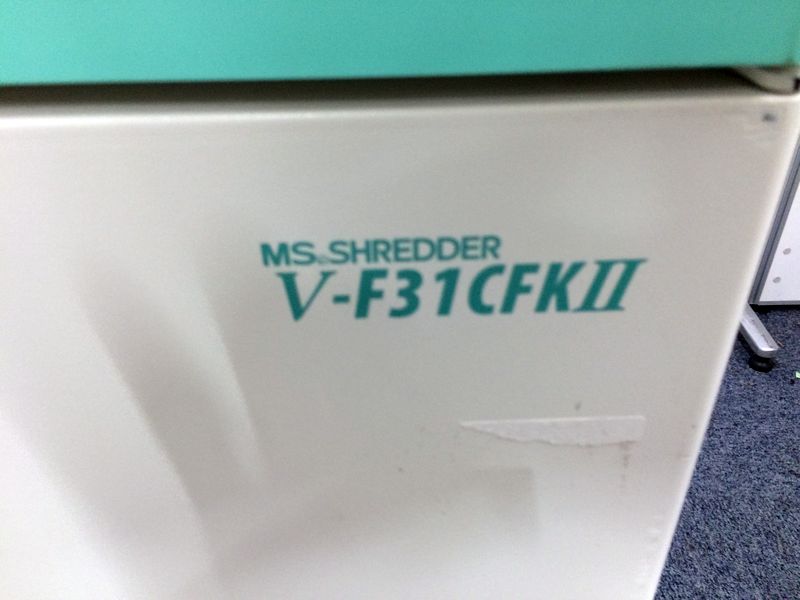 MS SHREDDER
V-F31CFKII